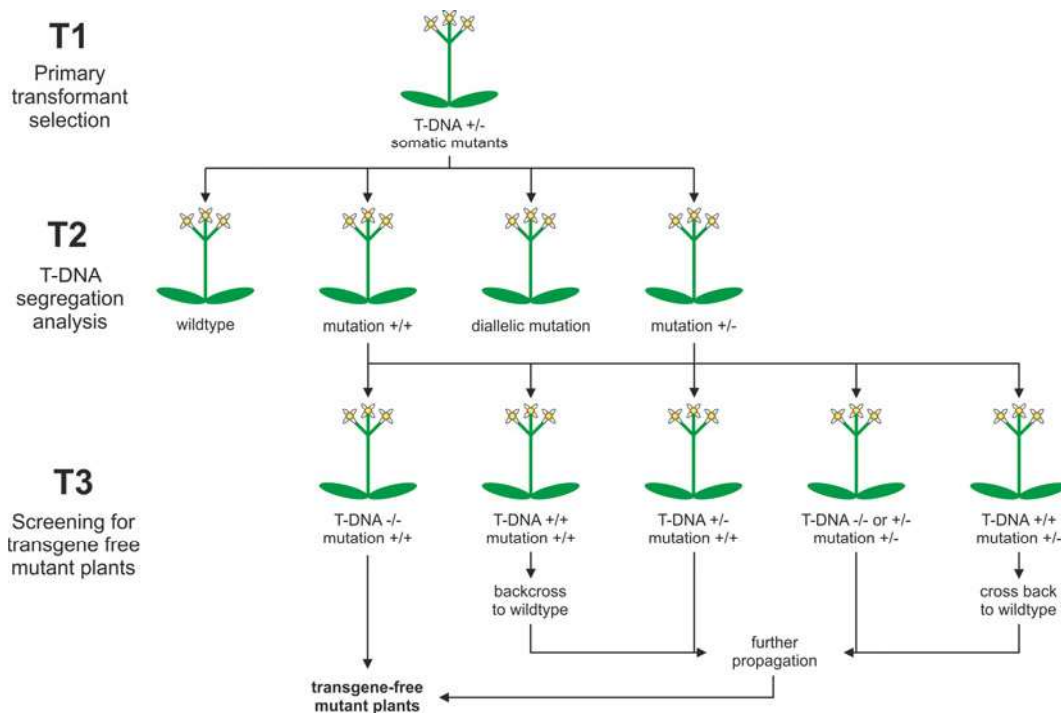 T1
Primary
transformant
selection
T-DNA +/-
somatic mutants
T2
T-DNA
segregation
analysis
wildtype
mutation +/+
diallelic mutation
mutation +/-
T3
Screening for
transgene free
mutant plants
T-DNA -/-
mutation +/+
T-DNA +/+
mutation +/+
T-DNA +/-
mutation +/+
T-DNA -/- or +/-
mutation +/-
T-DNA +/+
mutation +/-
backcross
to wildtype
cross back
to wildtype
further
propagation
transgene-free
mutant plants